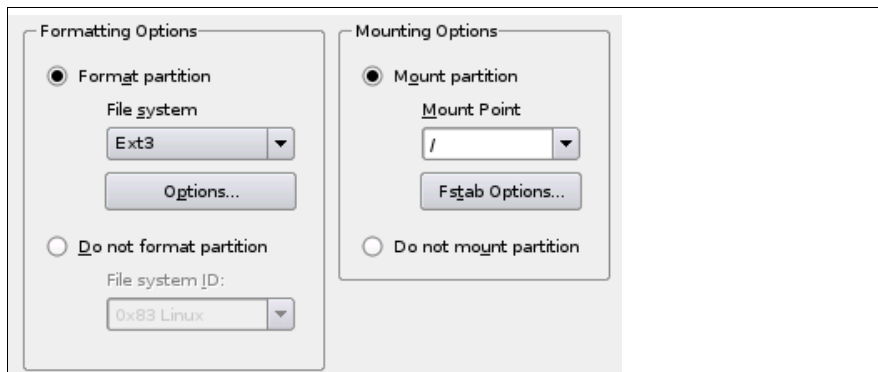 Formatting Options
Format partition
File system
Ext3
Options...
Do not format partition
File system ID:
0x83 Linux
Mounting Options
Mount partition
Mount Point
/
Fstab Options...
Do not mount partition